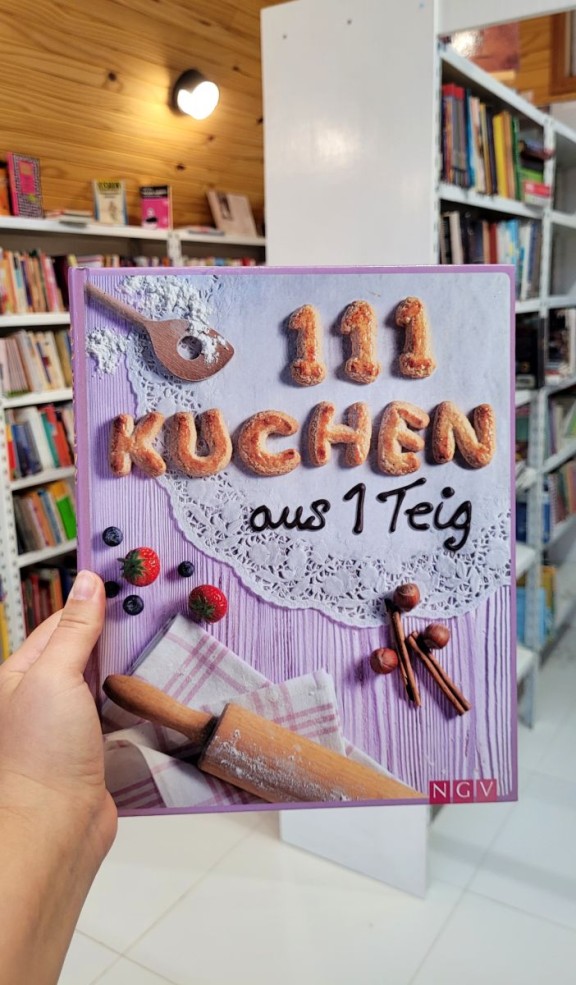 111
KUCHEN
aus 1 Teig
NGV